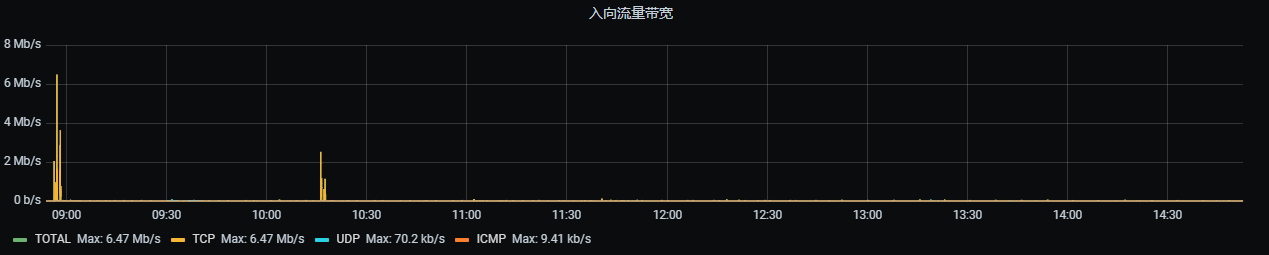 入向流量带宽
8 Mb/s
6 Mb/s
4 Mb/s
2 Mb/s
0 b/s
09:00 09:30 10:00 10:30 11:00 11:30 12:00 12:30 13:00 13:30 14:00 14:30
TOTAL Max: 6.47 Mb/s TCP Max: 6.47 Mb/s UDP Max: 70.2 kb/s ICMP Max: 9.41 kb/s